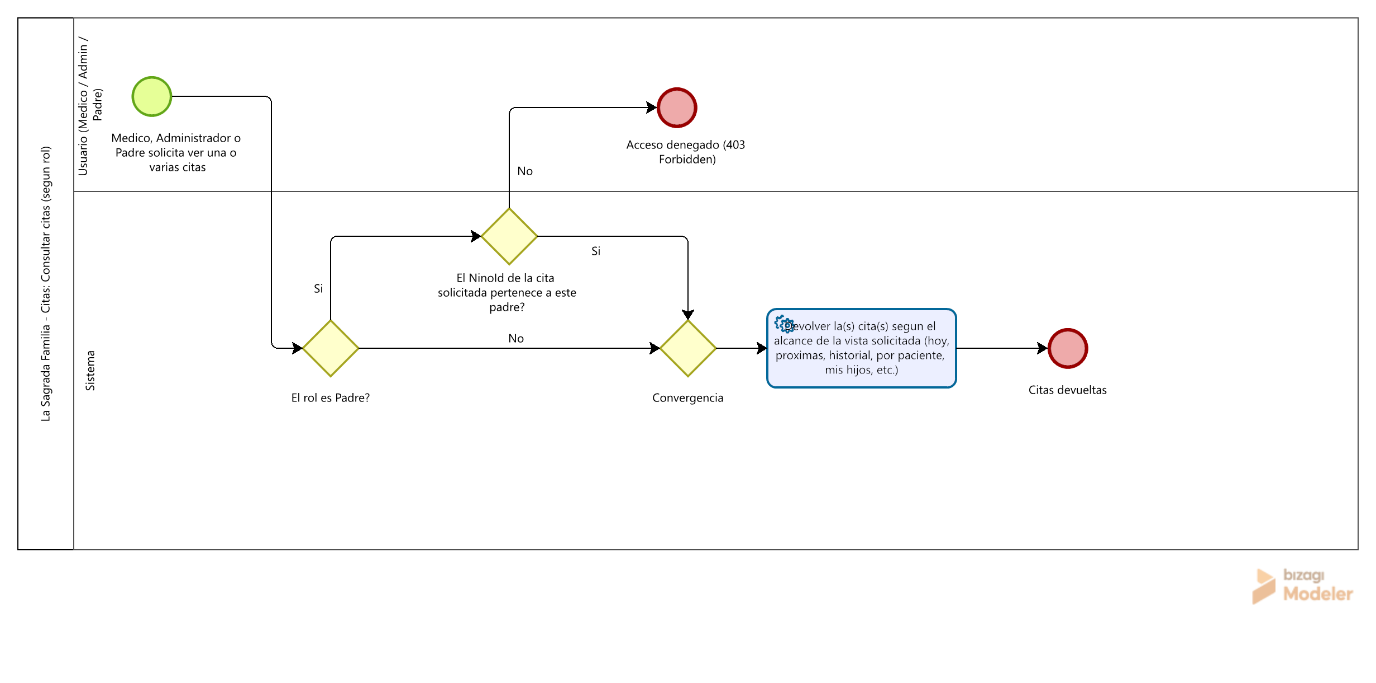 La Sagrada Familia - Citas: Consultar citas (segun rol)
Usuario (Medico / Admin /
Padre)
Medico, Administrador o
Padre solicita ver una o
varias citas
Acceso denegado (403
Forbidden)
No
Sistema
Si
El NinoId de la cita
solicitada pertenece a este
padre?
Si
No
El rol es Padre?
Convergencia
Devolver la(s) cita(s) segun el
alcance de la vista solicitada (hoy,
proximas, historial, por paciente,
mis hijos, etc.)
Citas devueltas
bizagi
Modeler